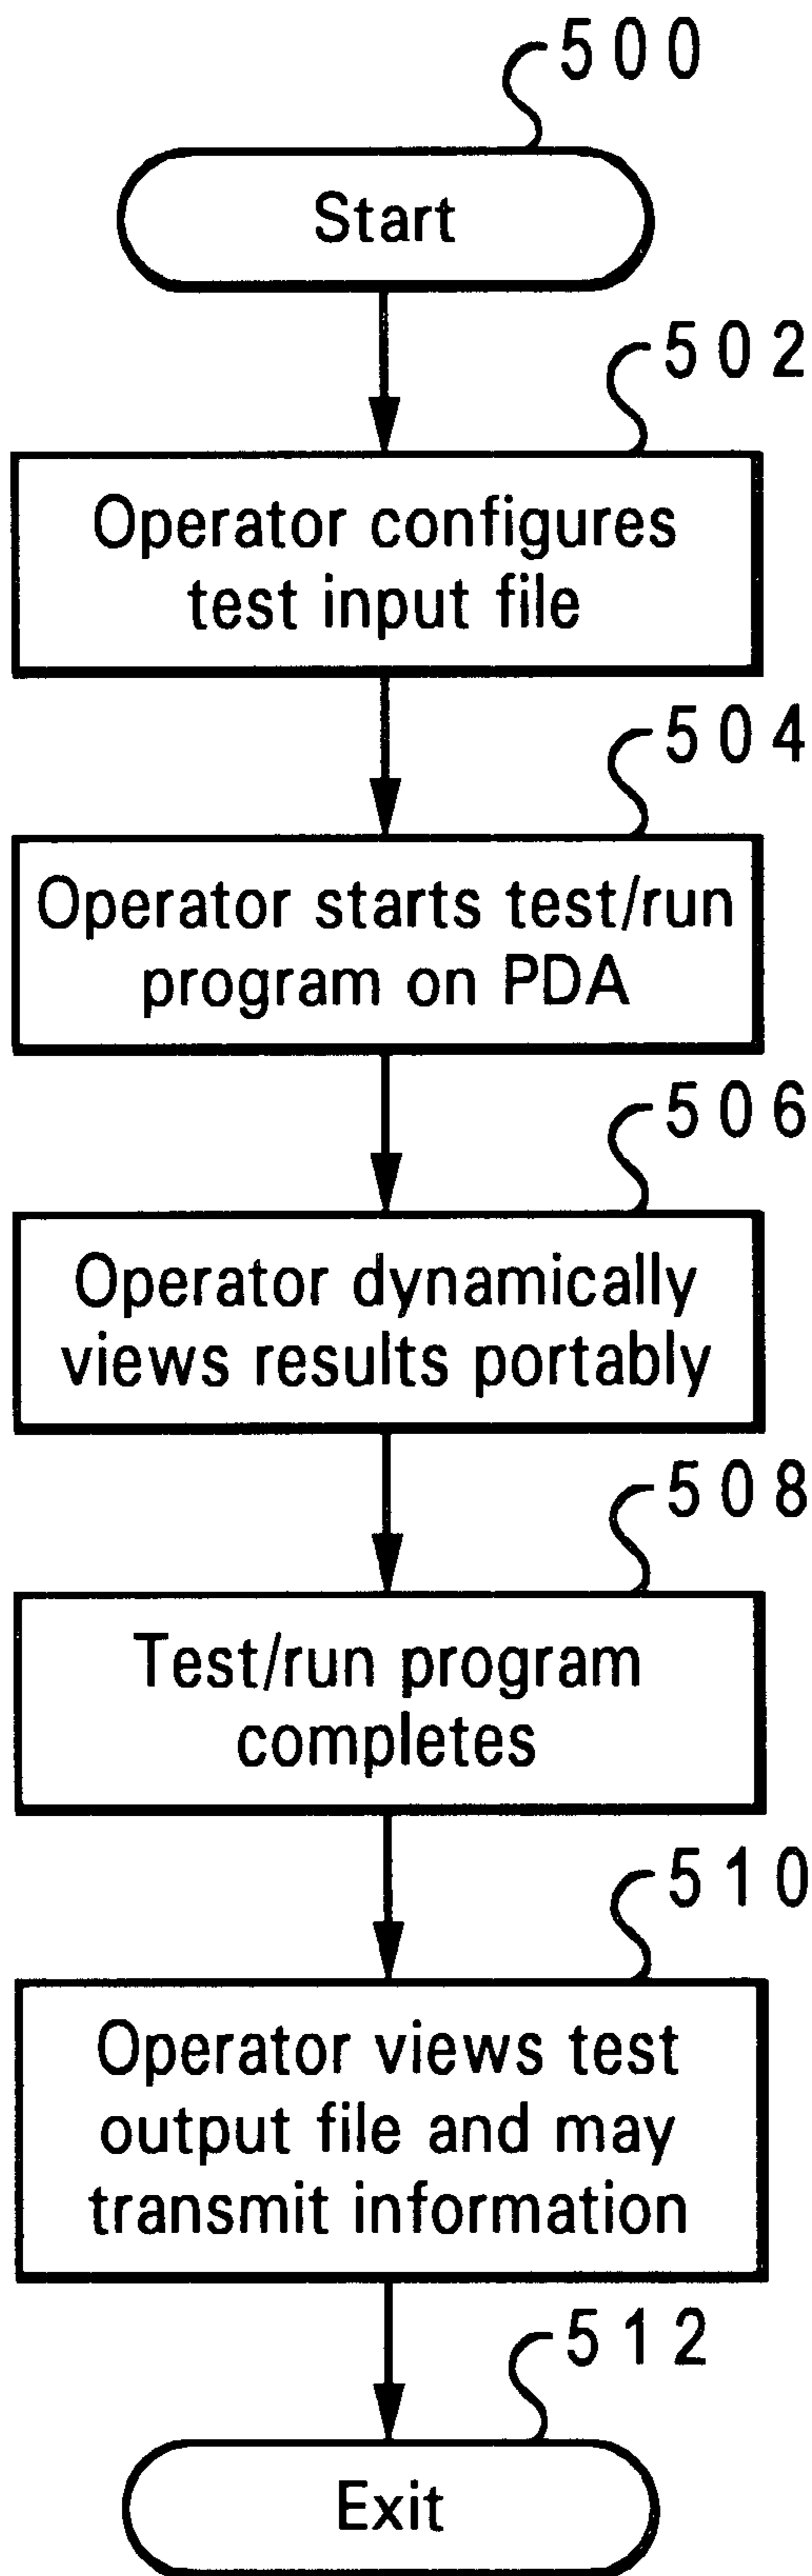 500
Start
502
Operator configures
test input file
504
Operator starts test/run
program on PDA
506
Operator dynamically
views results portably
508
Test/run program
completes
510
Operator views test
output file and may
transmit information
512
Exit